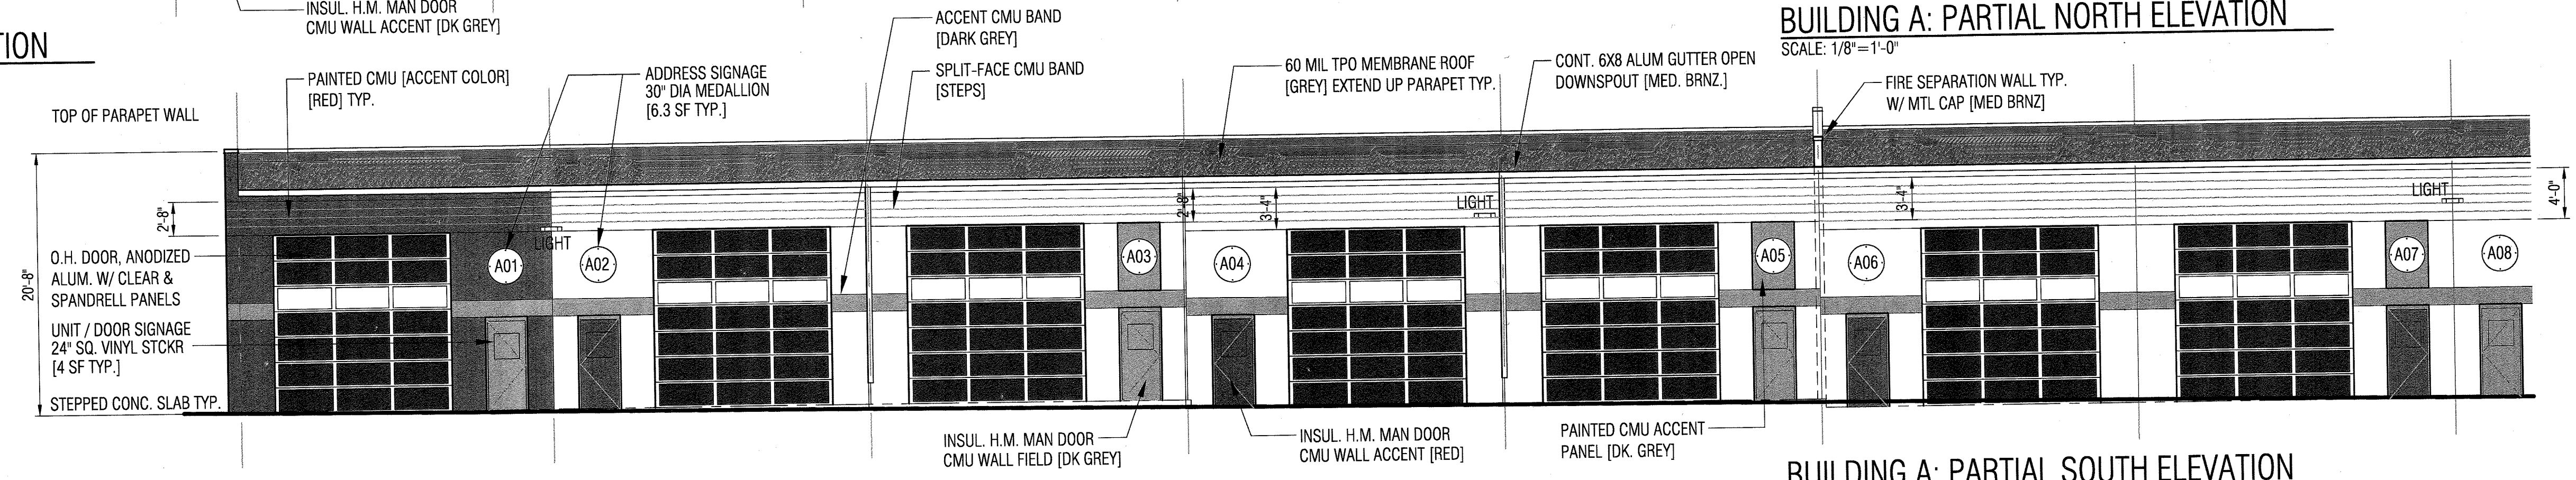 INSUL. H.M. MAN DOOR
CMU WALL ACCENT [DK GREY]
TION
BUILDING A: PARTIAL NORTH ELEVATION
SCALE: 1/8"=1'-0"
ACCENT CMU BAND
[DARK GREY]
PAINTED CMU [ACCENT COLOR]
[RED] TYP.
ADDRESS SIGNAGE
30" DIA MEDALLION
[6.3 SF TYP.]
SPLIT-FACE CMU BAND
[STEPS]
60 MIL TPO MEMBRANE ROOF
[GREY] EXTEND UP PARAPET TYP.
CONT. 6X8 ALUM GUTTER OPEN
DOWNSPOUT [MED. BRNZ.]
FIRE SEPARATION WALL TYP.
W/ MTL CAP [MED BRNZ]
TOP OF PARAPET WALL
20'-8"
2'-8"
2'-8"
3'-4"
LIGHT
3'-4"
LIGHT
4'-0"
LIGHT
O.H. DOOR, ANODIZED
ALUM. W/ CLEAR &
SPANDRELL PANELS
A01
A02
A03
A04
A05
A06
A07
A08
UNIT / DOOR SIGNAGE
24" SQ. VINYL STCKR
[4 SF TYP.]
STEPPED CONC. SLAB TYP.
INSUL. H.M. MAN DOOR
CMU WALL FIELD [DK GREY]
INSUL. H.M. MAN DOOR
CMU WALL ACCENT [RED]
PAINTED CMU ACCENT
PANEL [DK. GREY]
BUILDING A: PARTIAL SOUTH ELEVATION